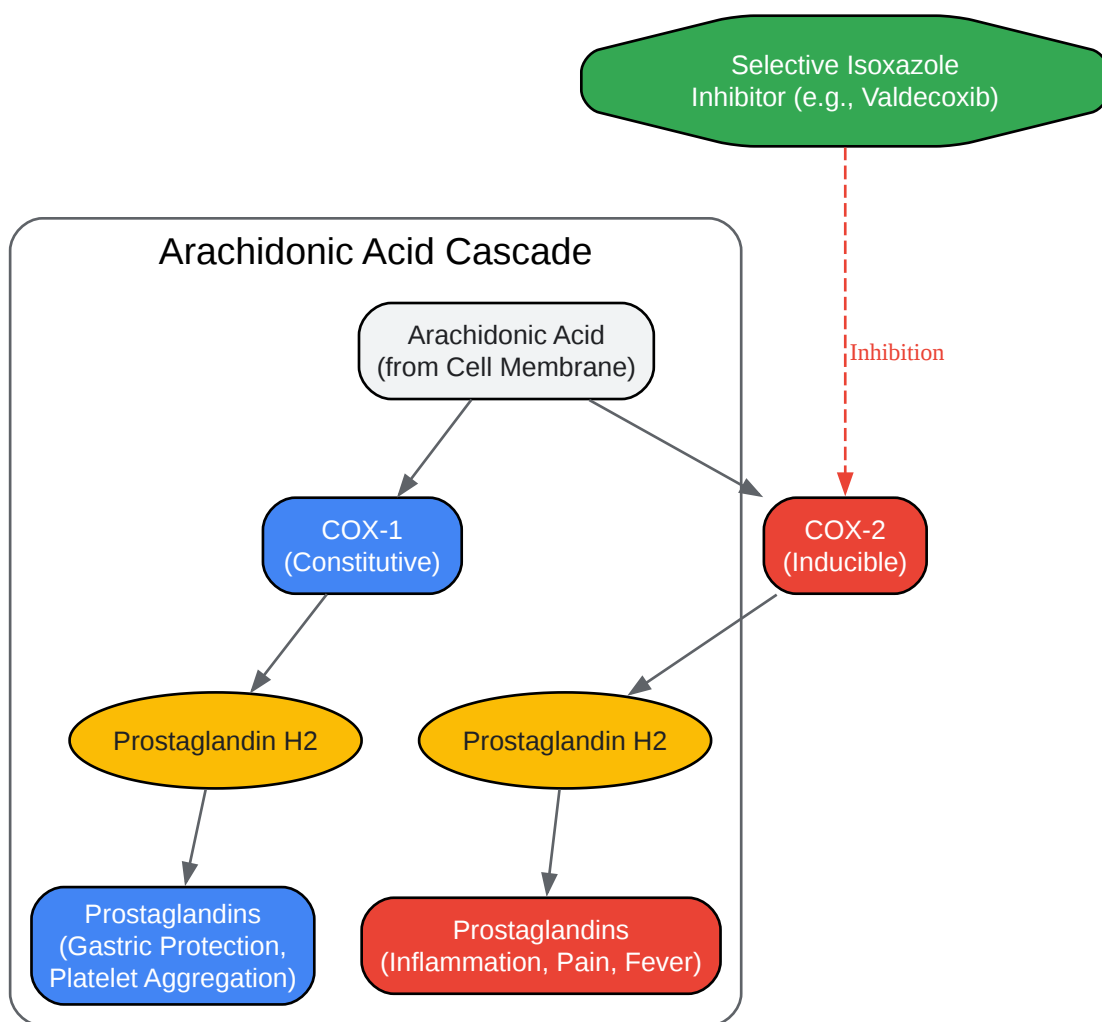 Selective Isoxazole
Inhibitor (e.g., Valdecoxib)
Arachidonic Acid Cascade
Arachidonic Acid
(from Cell Membrane)
Inhibition
COX-1
(Constitutive)
COX-2
(Inducible)
Prostaglandin H2
Prostaglandin H2
Prostaglandins
(Gastric Protection,
Platelet Aggregation)
Prostaglandins
(Inflammation, Pain, Fever)